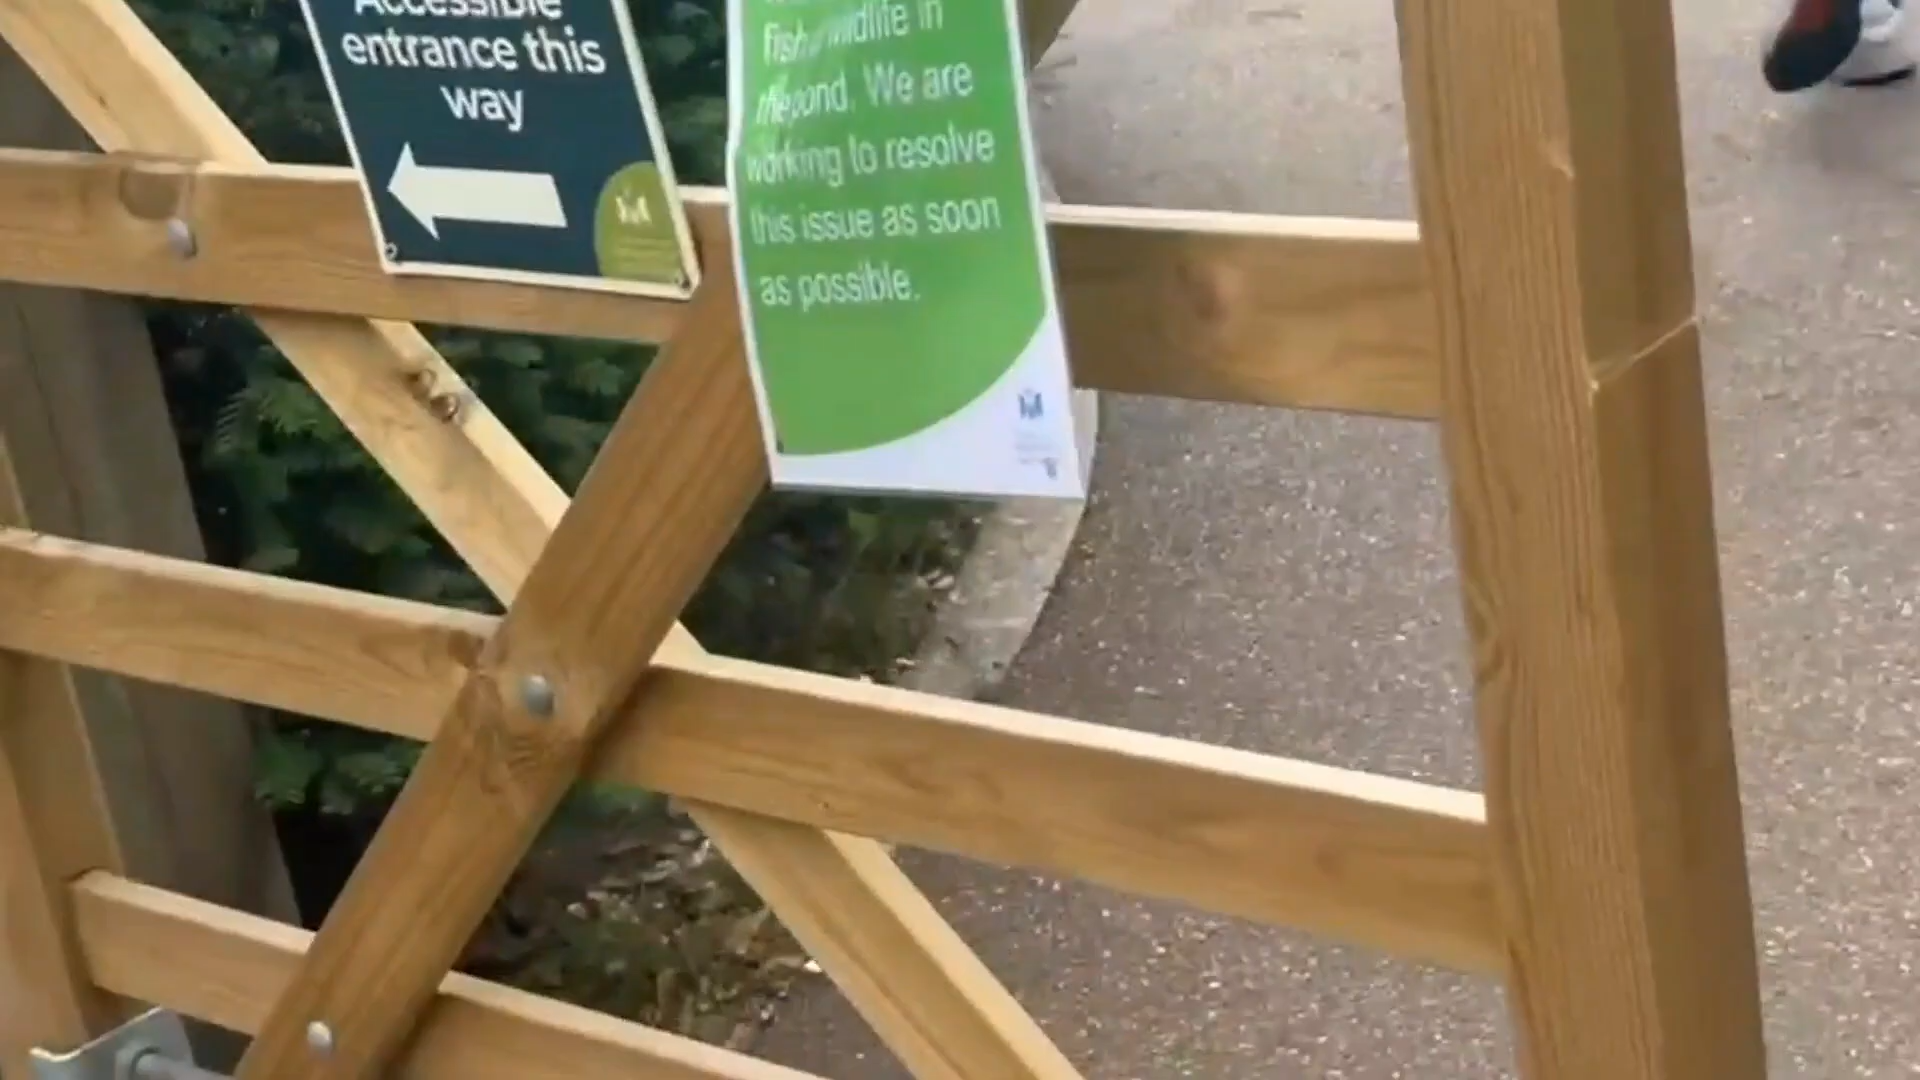 Accessible
entrance this
way
Fish wildlife in
the pond. We are
working to resolve
this issue as soon
as possible.